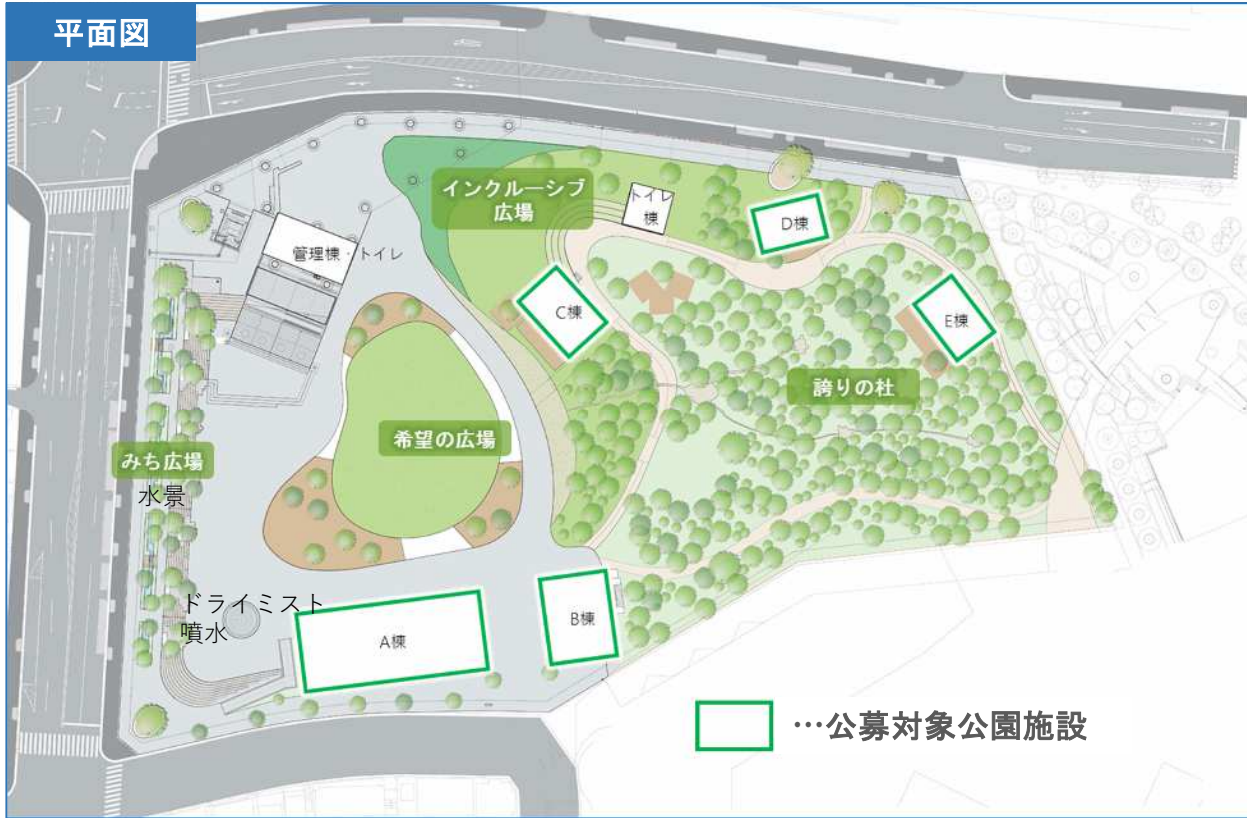 平面図
インクルーシブ
広場
トイレ
棟
D棟
管理棟・トイレ
C棟
E棟
誇りの杜
希望の広場
みち広場
水景
ドライミスト
噴水
A棟
B棟
…公募対象公園施設